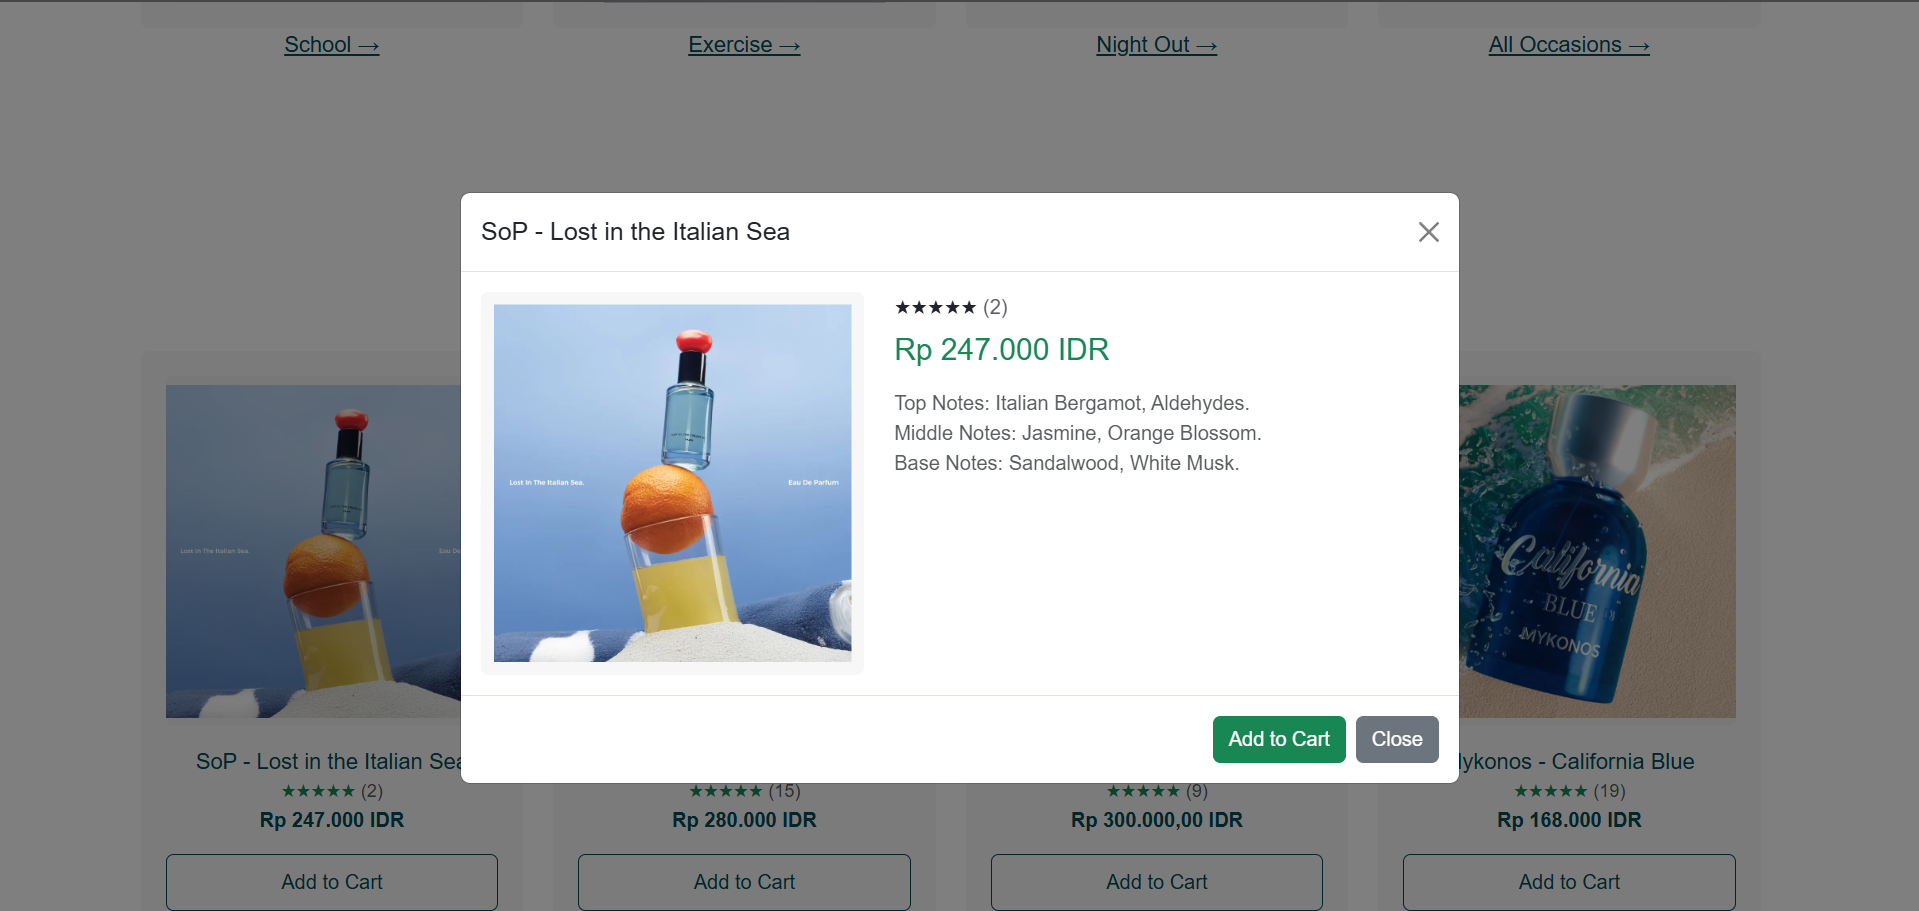 School →
Exercise →
Night Out →
All Occasions →
SoP - Lost in the Italian Sea
★★★★★ (2)
Rp 247.000 IDR
Top Notes: Italian Bergamot, Aldehydes.
Middle Notes: Jasmine, Orange Blossom.
Base Notes: Sandalwood, White Musk.
Lost In The Italian Sea.
Eau De Parfum
Add to Cart
Close
Lost In The Italian Sea.
Eau De
California
BLUE
MYKONOS
SoP - Lost in the Italian Sea
★★★★★ (2)
Rp 247.000 IDR
Add to Cart
★★★★★ (15)
Rp 280.000 IDR
Add to Cart
★★★★★ (9)
Rp 300.000,00 IDR
Add to Cart
Mykonos - California Blue
★★★★★ (19)
Rp 168.000 IDR
Add to Cart